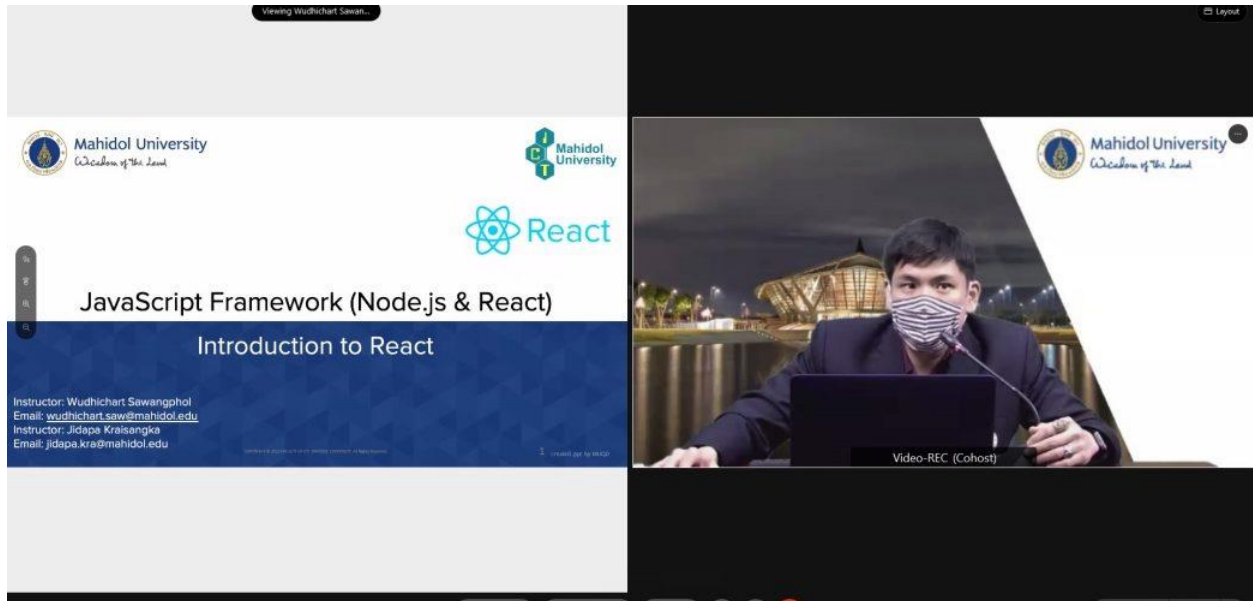 Viewing Wudhichart Sawan...
Layout
Mahidol University
Wisdom of the Land
ICT
Mahidol
University
React
JavaScript Framework (Node.js & React)
Introduction to React
Instructor: Wudhichart Sawangphol
Email: wudhichart.saw@mahidol.edu
Instructor: Jidapa Kraisangka
Email: jidapa.kra@mahidol.edu
1
Mahidol University
Wisdom of the Land
Video-REC (Cohost)